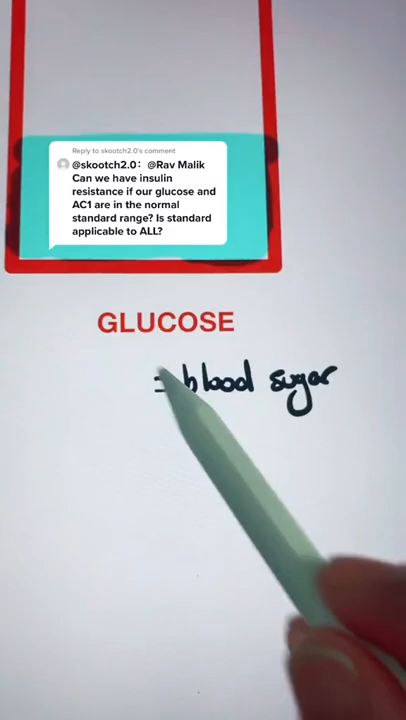 Reply to skootch2.0's comment
@skootch2.0: @Rav Malik
Can we have insulin
resistance if our glucose and
AC1 are in the normal
standard range? Is standard
applicable to ALL?
GLUCOSE
= blood sugar